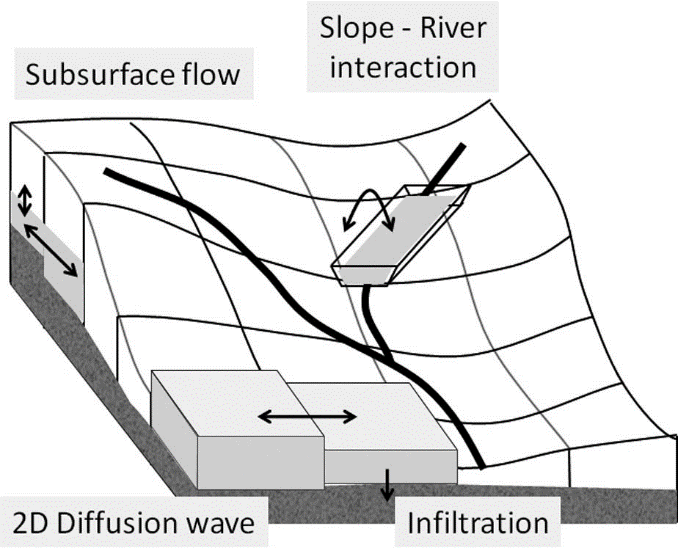 Slope - River
interaction
Subsurface flow
2D Diffusion wave
Infiltration